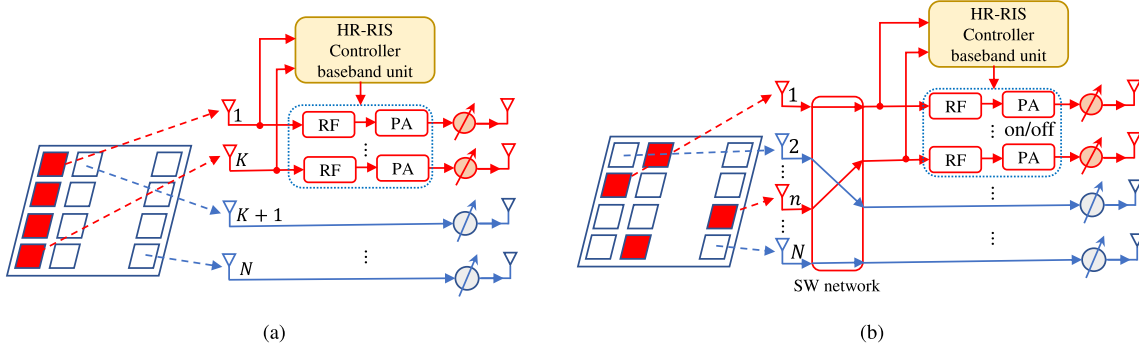 HR-RIS
Controller
baseband unit
1
RF
PA
⋮
K
RF
PA
K + 1
⋮
N
(a)
HR-RIS
Controller
baseband unit
1
RF
PA
⋮ on/off
2
RF
PA
⋯
n
⋮
⋯
N
⋮
SW network
(b)